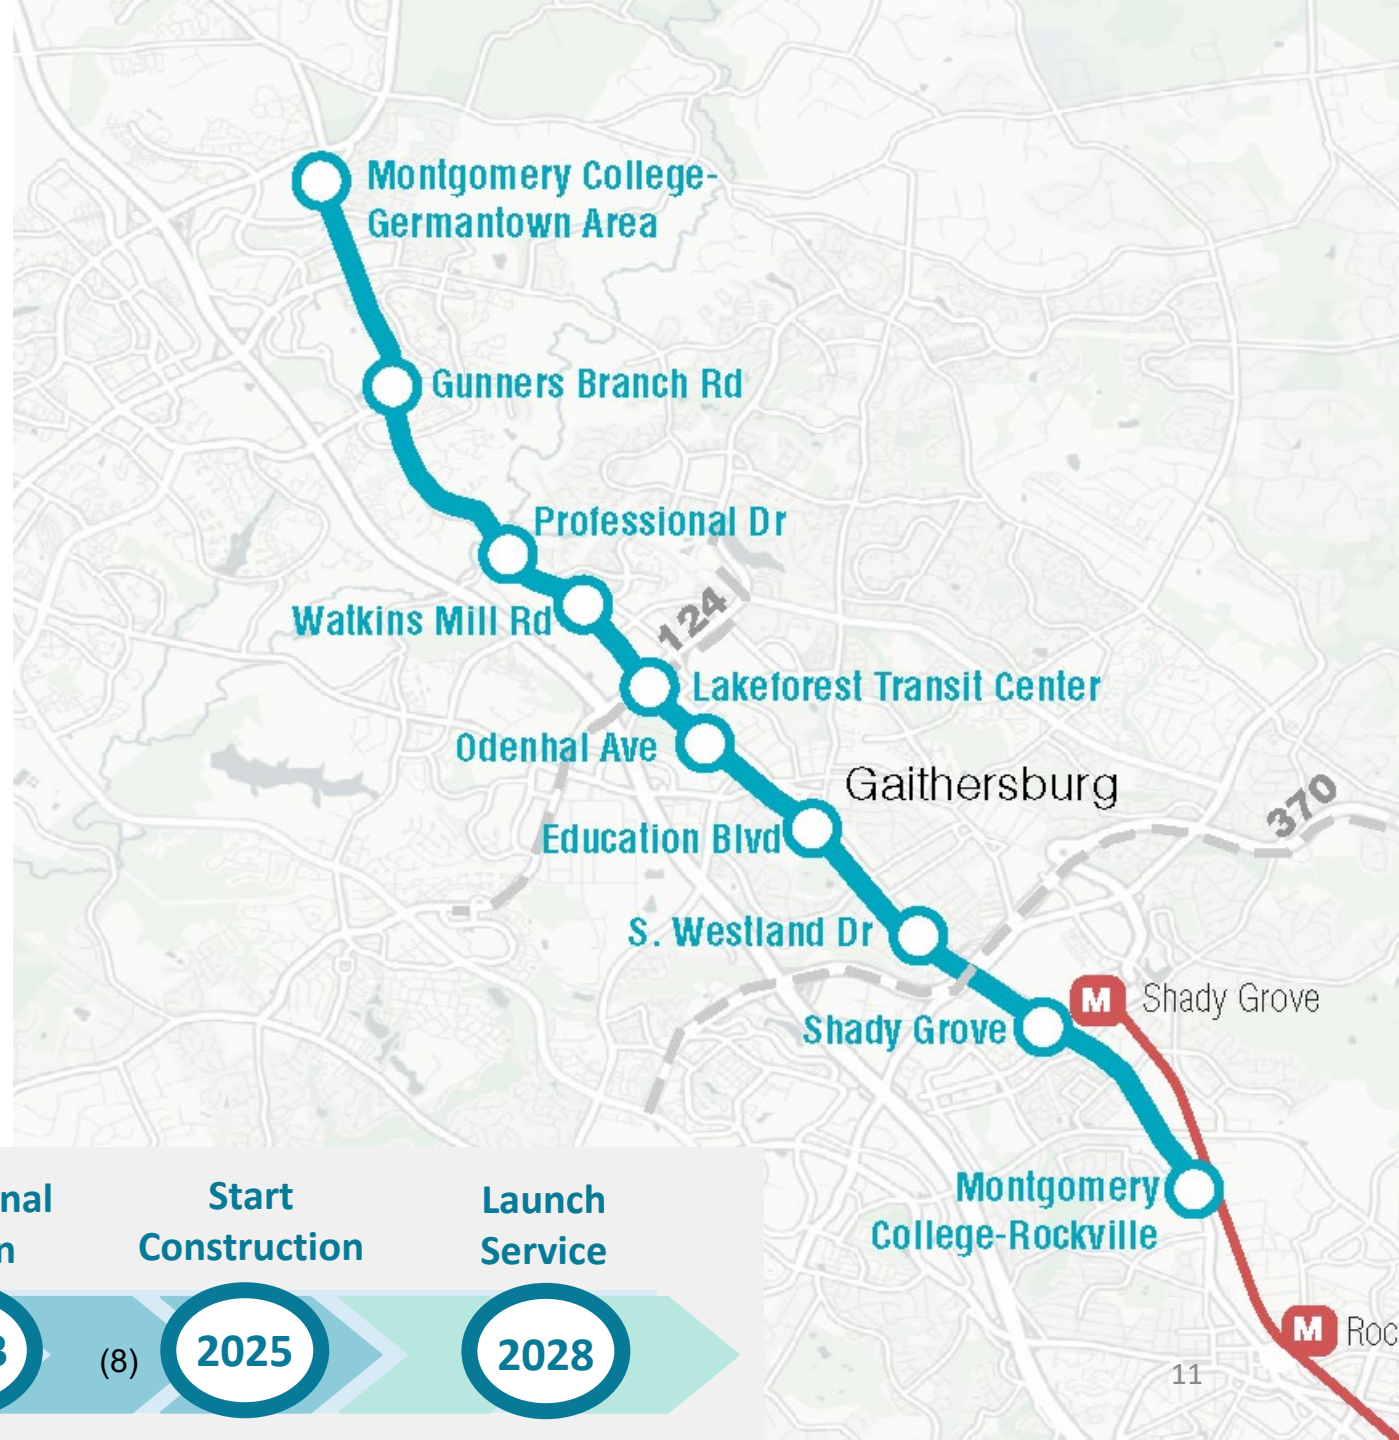 Montgomery College-
Germantown Area
Gunners Branch Rd
Professional Dr
Watkins Mill Rd
124
Lakeforest Transit Center
Odenhal Ave
Gaithersburg
370
Education Blvd
S. Westland Dr
M Shady Grove
Shady Grove
Montgomery
College-Rockville
Start
Construction
Launch
Service
(8)
2025
2028
M
11